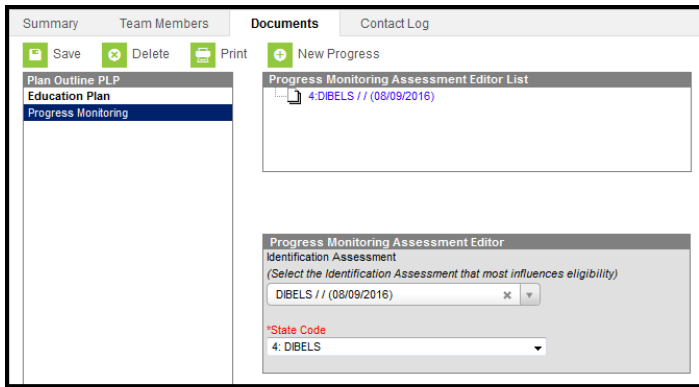 Summary Team Members Documents Contact Log
Save Delete Print New Progress
Plan Outline PLP
Education Plan
Progress Monitoring
Progress Monitoring Assessment Editor List
4:DIBELS / / (08/09/2016)
Progress Monitoring Assessment Editor
Identification Assessment
(Select the Identification Assessment that most influences eligibility)
DIBELS / / (08/09/2016)
*State Code
4: DIBELS